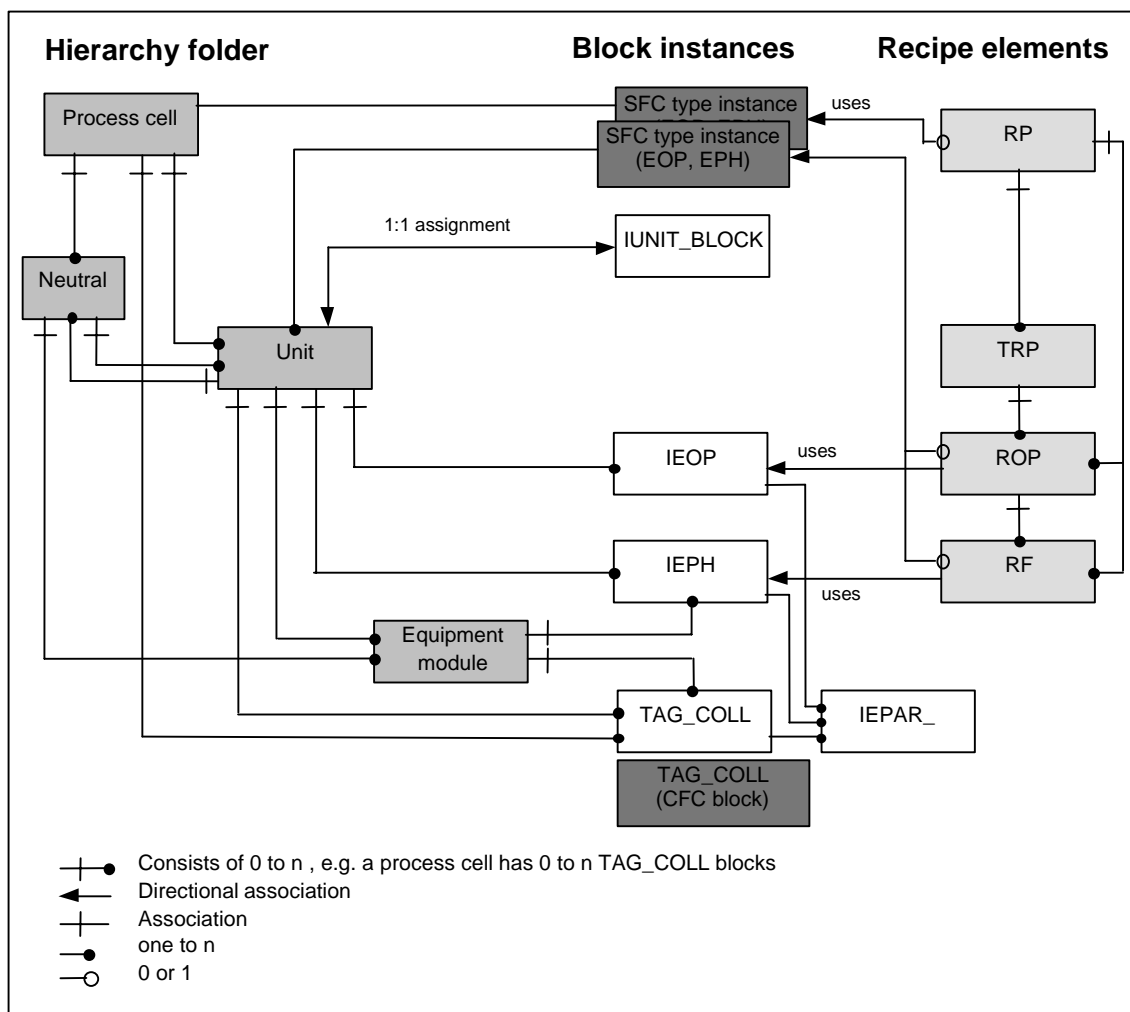 Hierarchy folder
Block instances
Recipe elements
Process cell
SFC type instance
SFC type instance
(EOP, EPH)
uses
RP
1:1 assignment
IUNIT_BLOCK
Neutral
Unit
TRP
IEOP
uses
ROP
IEPH
uses
RF
Equipment
module
TAG_COLL
IEPAR_
TAG_COLL
(CFC block)
Consists of 0 to n , e.g. a process cell has 0 to n TAG_COLL blocks
Directional association
Association
one to n
0 or 1